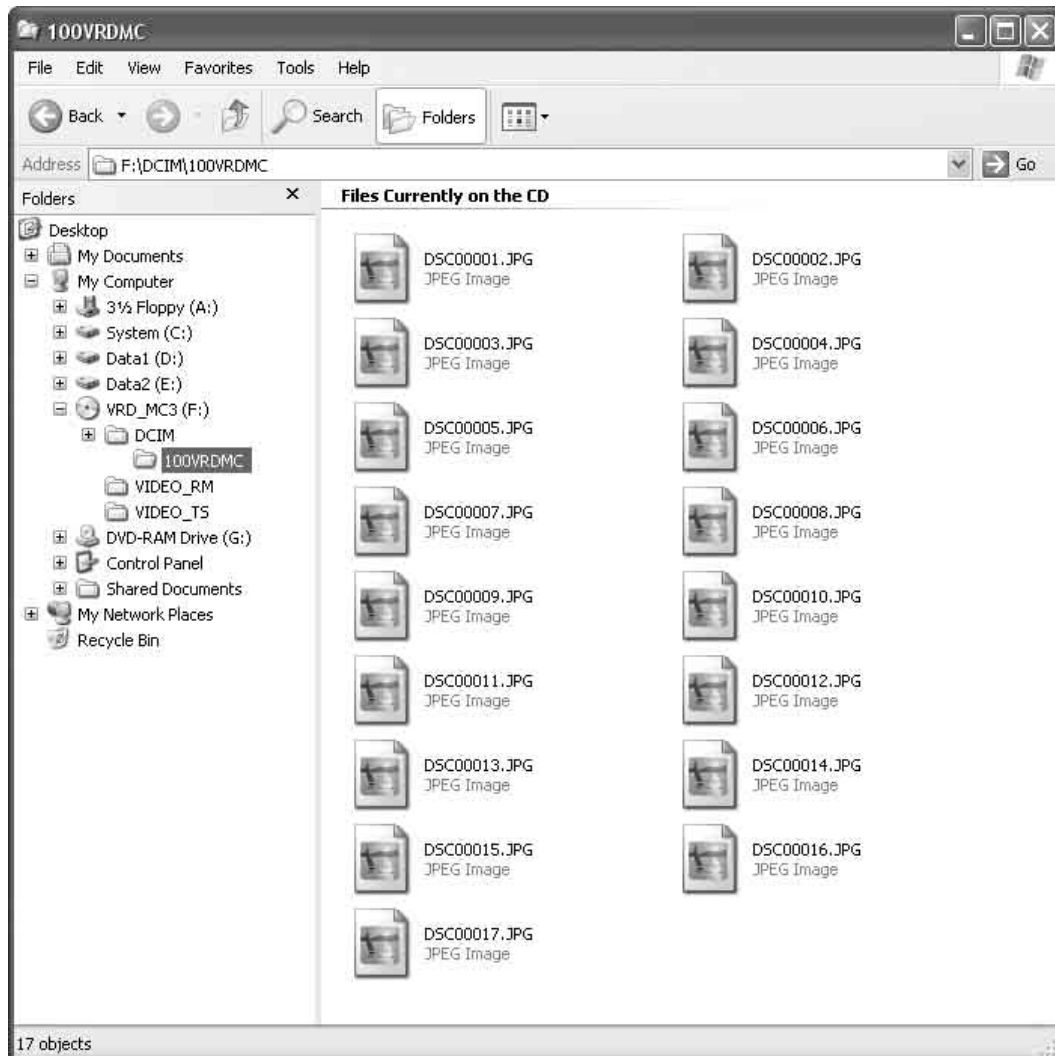 100VRDMC
File Edit View Favorites Tools Help
Back Search Folders
Address F:\DCIM\100VRDMC Go
Folders
Desktop
My Documents
My Computer
3½ Floppy (A:)
System (C:)
Data1 (D:)
Data2 (E:)
VRD_MC3 (F:)
DCIM
100VRDMC
VIDEO_RM
VIDEO_TS
DVD-RAM Drive (G:)
Control Panel
Shared Documents
My Network Places
Recycle Bin
Files Currently on the CD
DSC00001.JPG
JPEG Image
DSC00002.JPG
JPEG Image
DSC00003.JPG
JPEG Image
DSC00004.JPG
JPEG Image
DSC00005.JPG
JPEG Image
DSC00006.JPG
JPEG Image
DSC00007.JPG
JPEG Image
DSC00008.JPG
JPEG Image
DSC00009.JPG
JPEG Image
DSC00010.JPG
JPEG Image
DSC00011.JPG
JPEG Image
DSC00012.JPG
JPEG Image
DSC00013.JPG
JPEG Image
DSC00014.JPG
JPEG Image
DSC00015.JPG
JPEG Image
DSC00016.JPG
JPEG Image
DSC00017.JPG
JPEG Image
17 objects